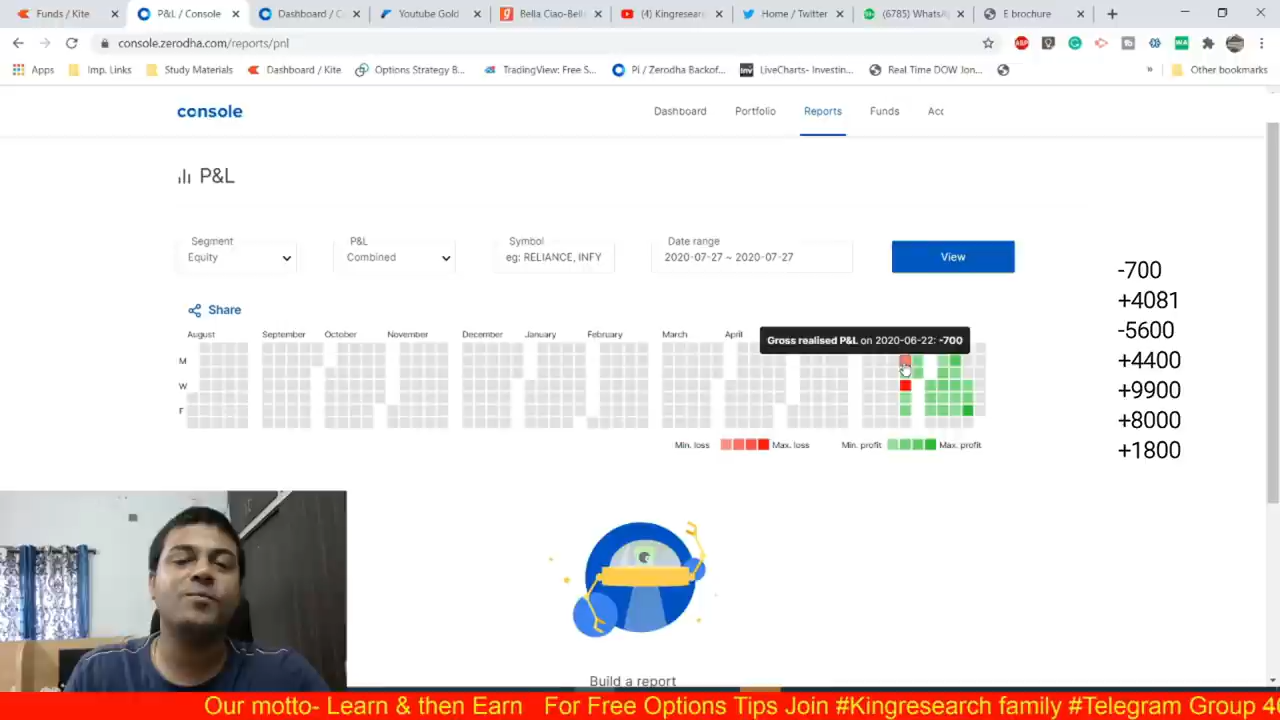 Funds / Kite
P&L / Console
Dashboard / C
Youtube Gold
Bella Ciao-Bell
(4) Kingresearc
Home / Twitter
(6785) WhatsA
E brochure
console.zerodha.com/reports/pnl
Apps
Imp. Links
Study Materials
Dashboard / Kite
Options Strategy B...
TradingView: Free S...
Pi / Zerodha Backof...
LiveCharts- Investin...
Real Time DOW Jon...
»
Other bookmarks
console
Dashboard
Portfolio
Reports
Funds
Acc
P&L
Segment
Equity
P&L
Combined
Symbol
eg: RELIANCE, INFY
Date range
2020-07-27 ~ 2020-07-27
View
-700
+4081
-5600
+4400
+9900
+8000
+1800
Share
August
September
October
November
December
January
February
March
April
Gross realised P&L on 2020-06-22: -700
M
W
F
Min. loss
Max. loss
Min. profit
Max. profit
Build a report
Our motto- Learn & then Earn For Free Options Tips Join #Kingresearch family #Telegram Group